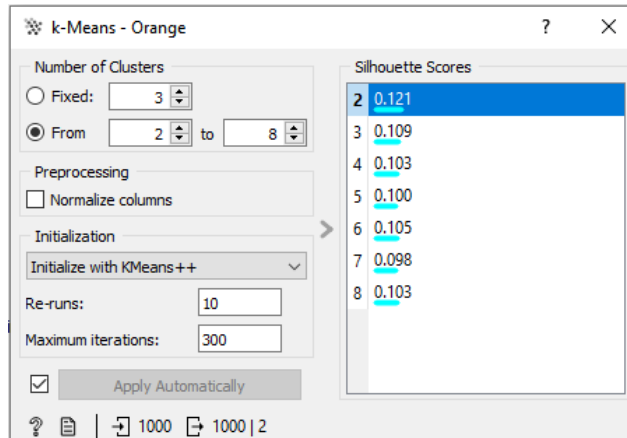 k-Means - Orange
?
Number of Clusters
Fixed:
3
From
2
to
8
Preprocessing
Normalize columns
Initialization
Initialize with KMeans++
Re-runs:
10
Maximum iterations:
300
Apply Automatically
?
1000
1000 | 2
Silhouette Scores
2 0.121
3 0.109
4 0.103
5 0.100
6 0.105
7 0.098
8 0.103